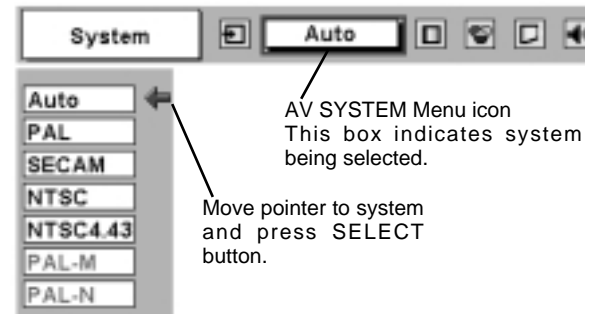 System
Auto
Auto
PAL
SECAM
NTSC
NTSC4.43
PAL-M
PAL-N
AV SYSTEM Menu icon
This box indicates system
being selected.
Move pointer to system
and press SELECT
button.